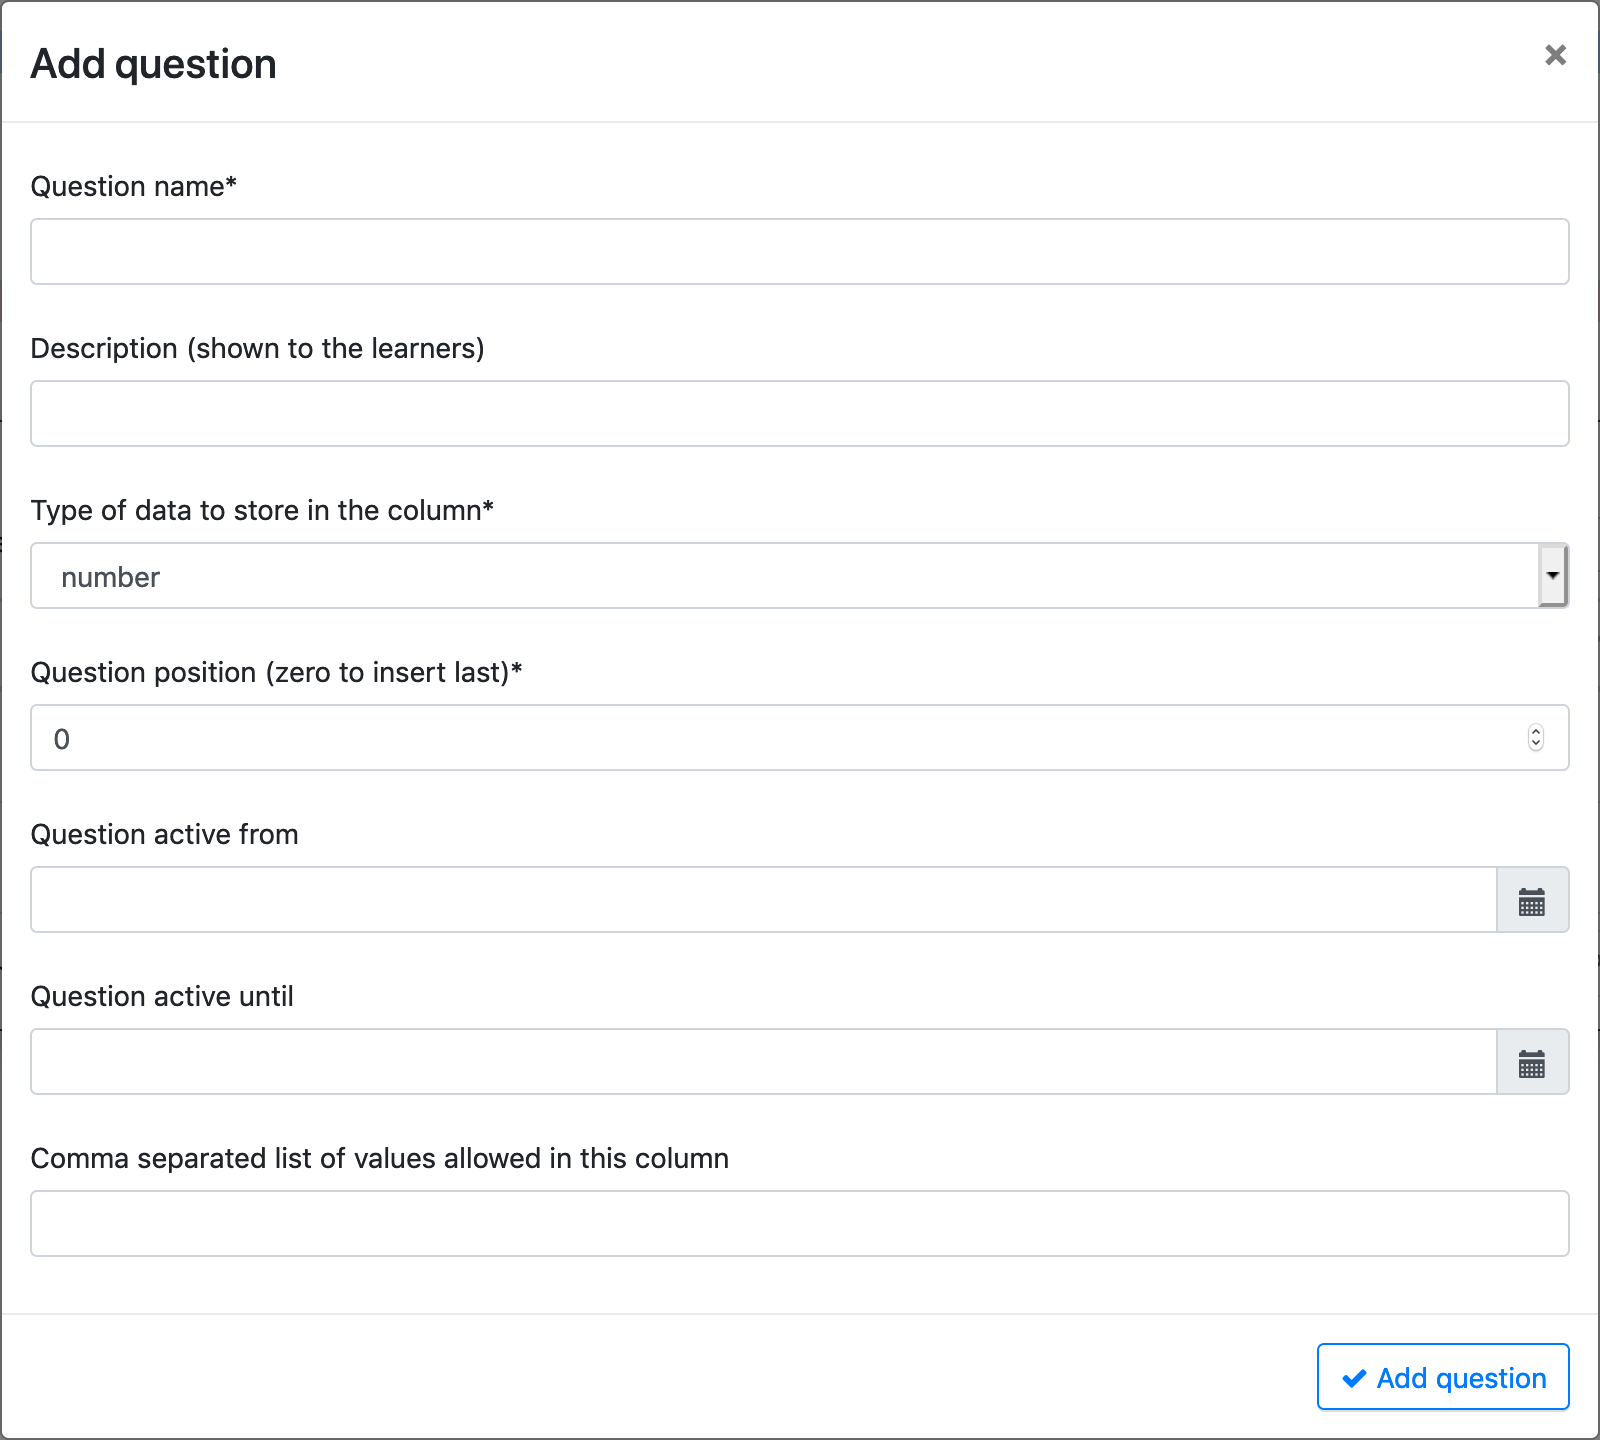 Add question
Question name*
Description (shown to the learners)
Type of data to store in the column*
number
Question position (zero to insert last)*
0
Question active from
Question active until
Comma separated list of values allowed in this column
Add question